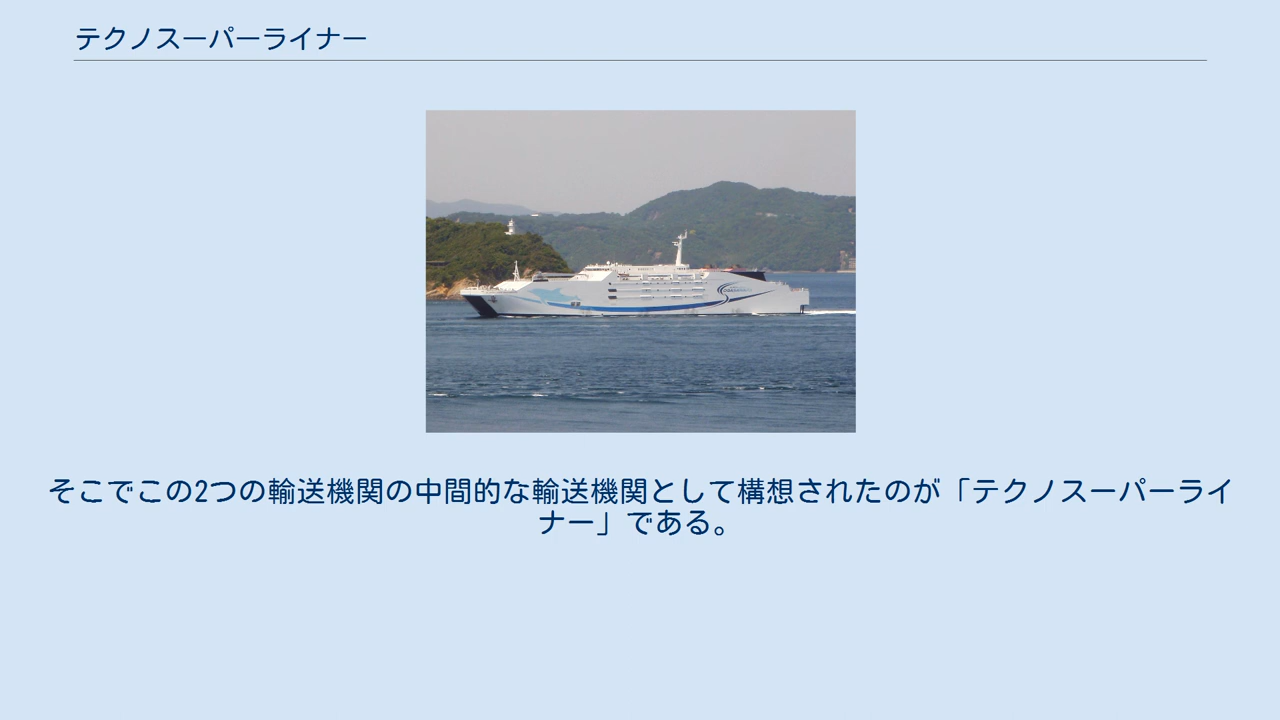 テクノスーパーライナー
そこでこの2つの輸送機関の中間的な輸送機関として構想されたのが「テクノスーパーライ
ナー」である。